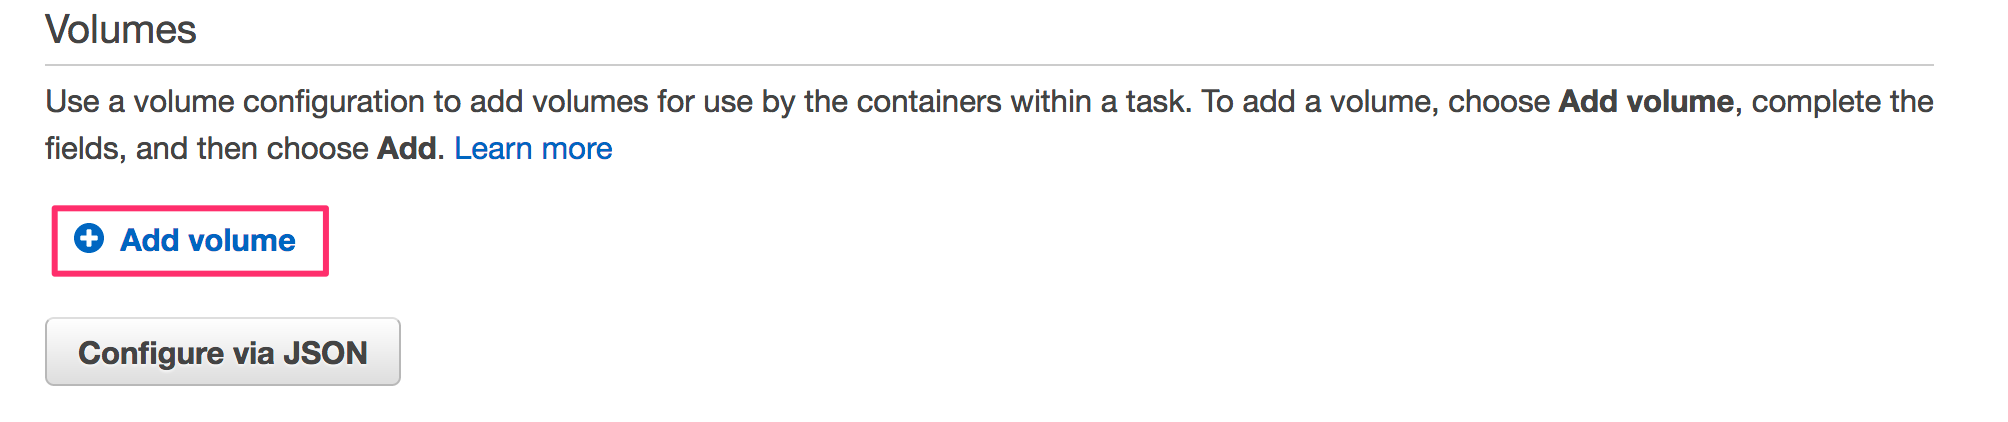 Volumes
Use a volume configuration to add volumes for use by the containers within a task. To add a volume, choose Add volume, complete the
fields, and then choose Add. Learn more
Add volume
Configure via JSON